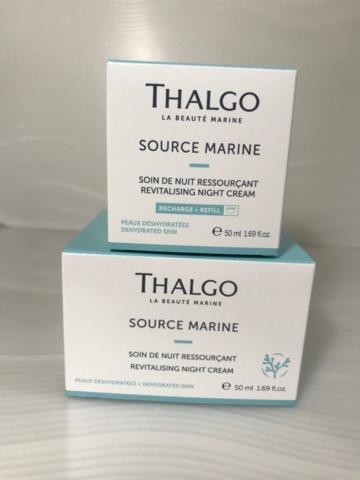 THALGO
LA BEAUTÉ MARINE
SOURCE MARINE
SOIN DE NUIT RESSOURÇANT
REVITALISING NIGHT CREAM
RECHARGE • REFILL
PEAUX DÉSHYDRATÉES
DEHYDRATED SKIN
℮ 50 ml 1.69 fl.oz.
THALGO
LA BEAUTÉ MARINE
SOURCE MARINE
SOIN DE NUIT RESSOURÇANT
REVITALISING NIGHT CREAM
PEAUX DÉSHYDRATÉES • DEHYDRATED SKIN
℮ 50 ml 1.69 fl.oz.